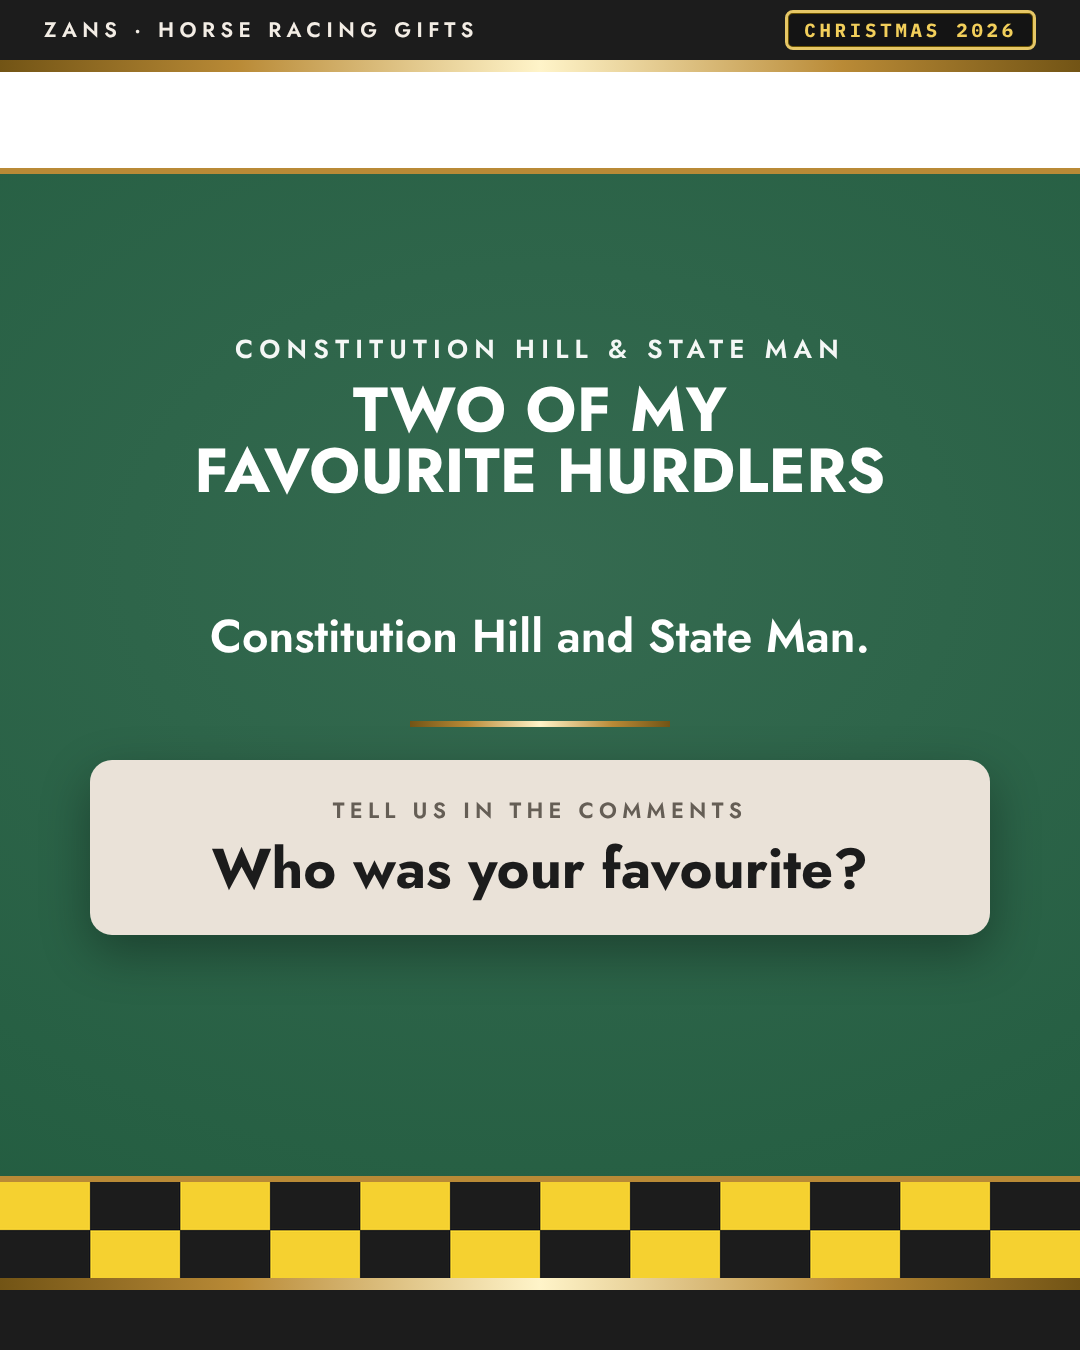 ZANS · HORSE RACING GIFTS
CHRISTMAS 2026
CONSTITUTION HILL & STATE MAN
TWO OF MY
FAVOURITE HURDLERS
Constitution Hill and State Man.
TELL US IN THE COMMENTS
Who was your favourite?